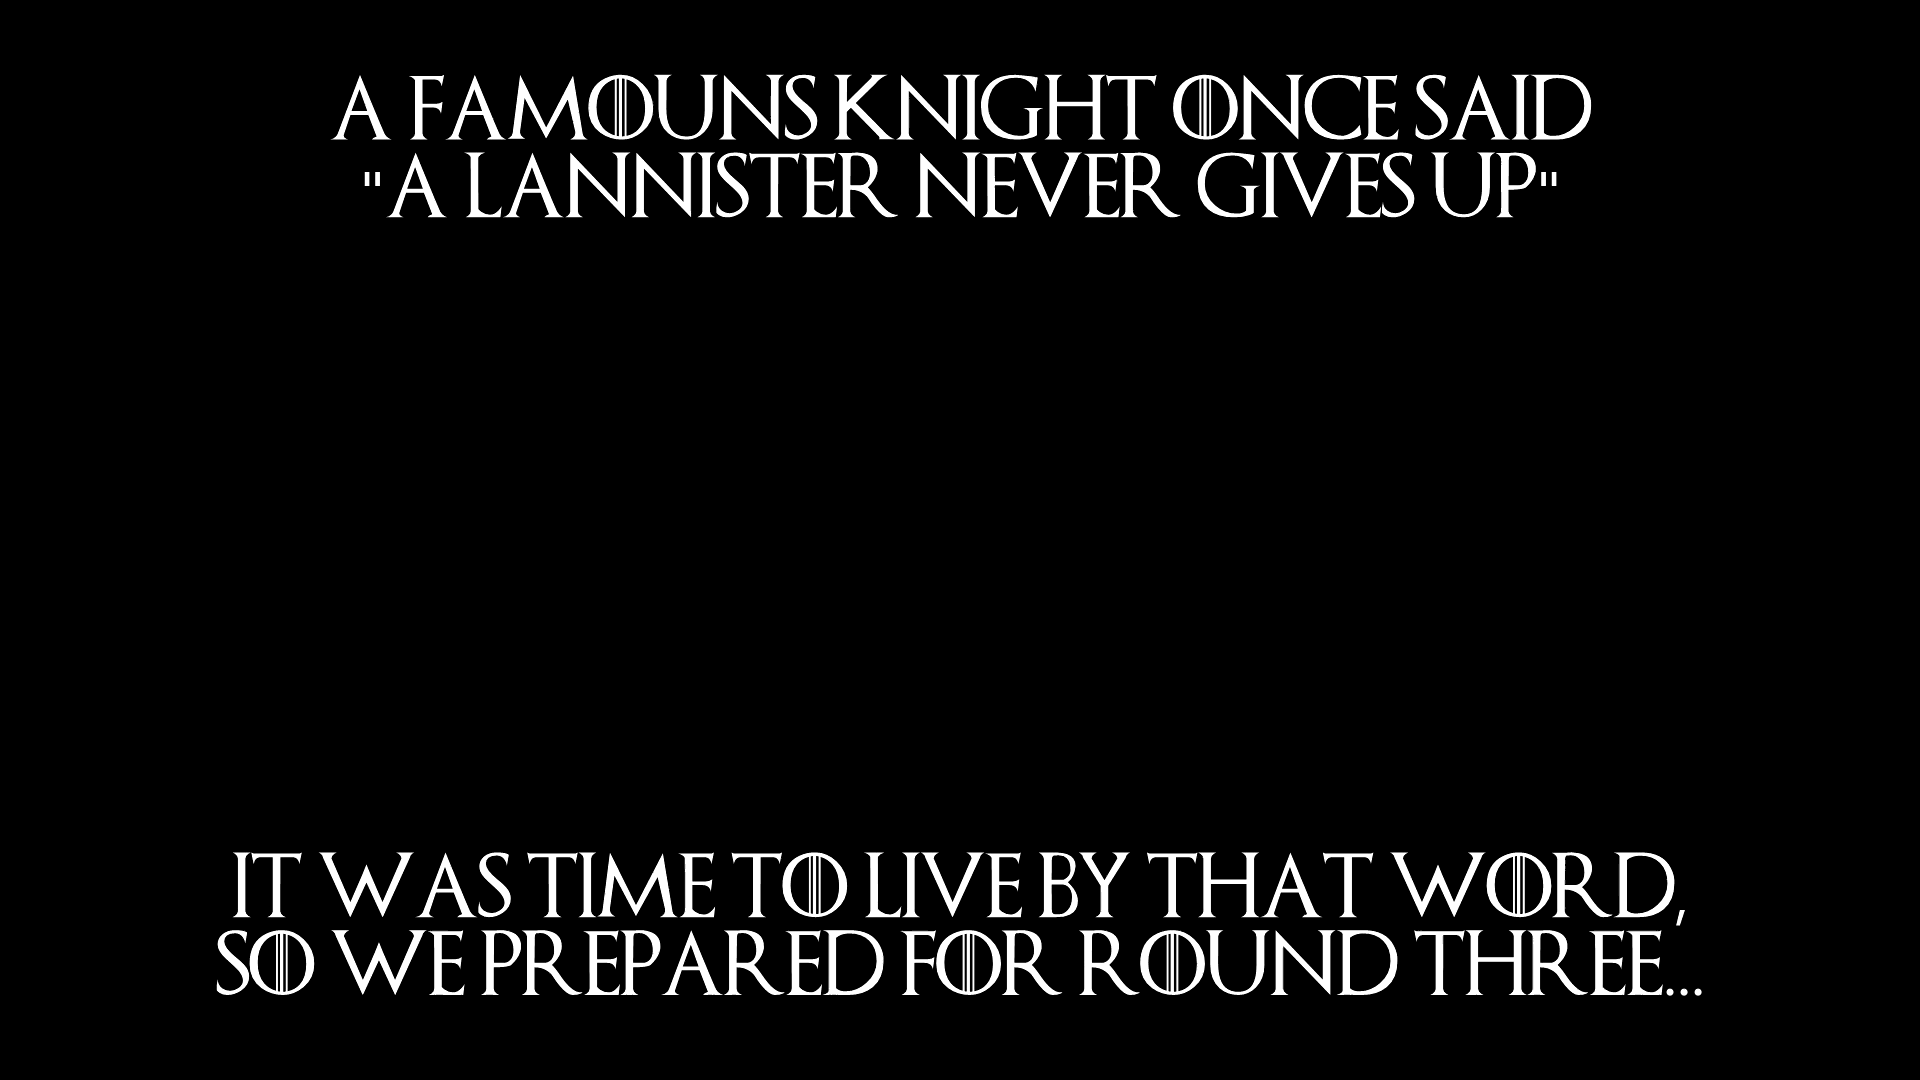 A FAMOUNS KNIGHT ONCE SAID
"A LANNISTER NEVER GIVES UP"
IT WAS TIME TO LIVE BY THAT WORD,
SO WE PREPARED FOR ROUND THREE...